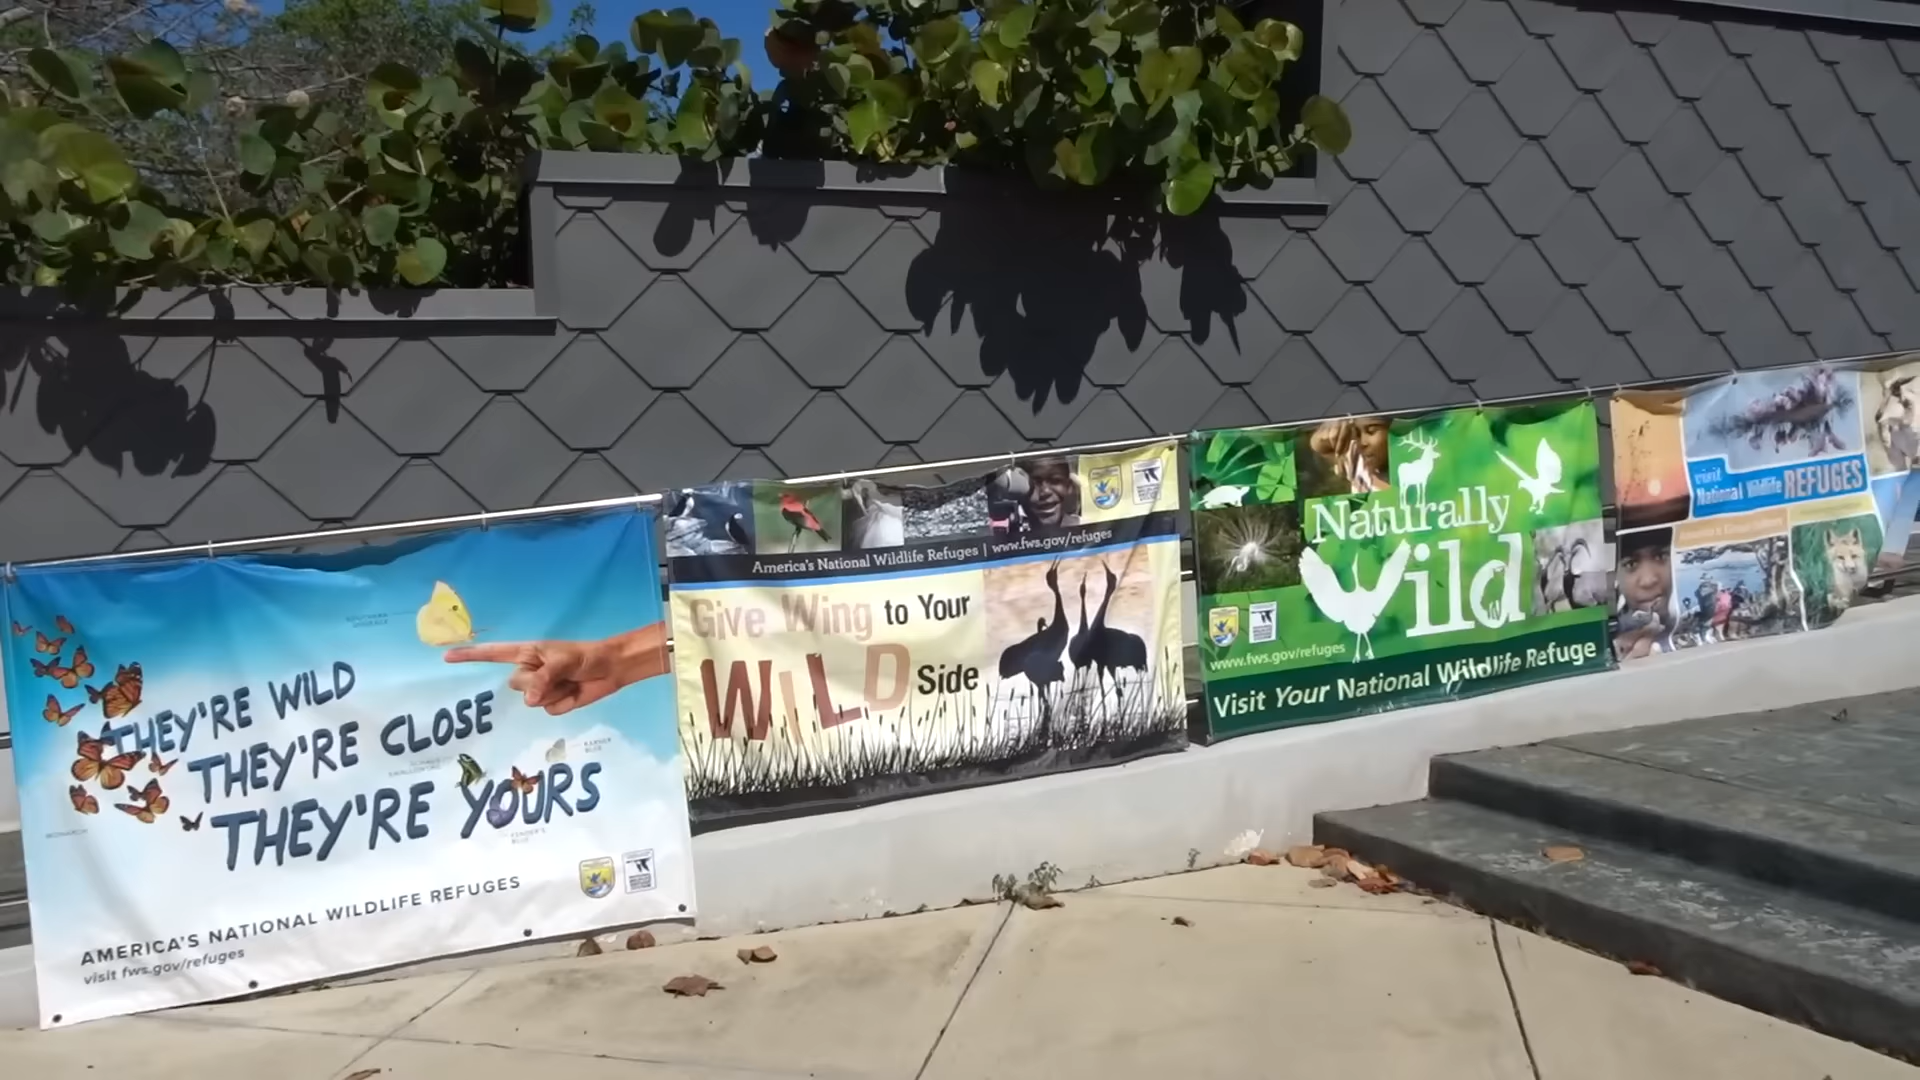 THEY'RE WILD
THEY'RE CLOSE
THEY'RE YOURS
MONARCH
AMERICA'S NATIONAL WILDLIFE REFUGES
visit fws.gov/refuges
America's National Wildlife Refuges | www.fws.gov/refuges
Give Wing to Your
WILD Side
Naturally
Wild
www.fws.gov/refuges
Visit Your National Wildlife Refuge
visit
National Wildlife REFUGES